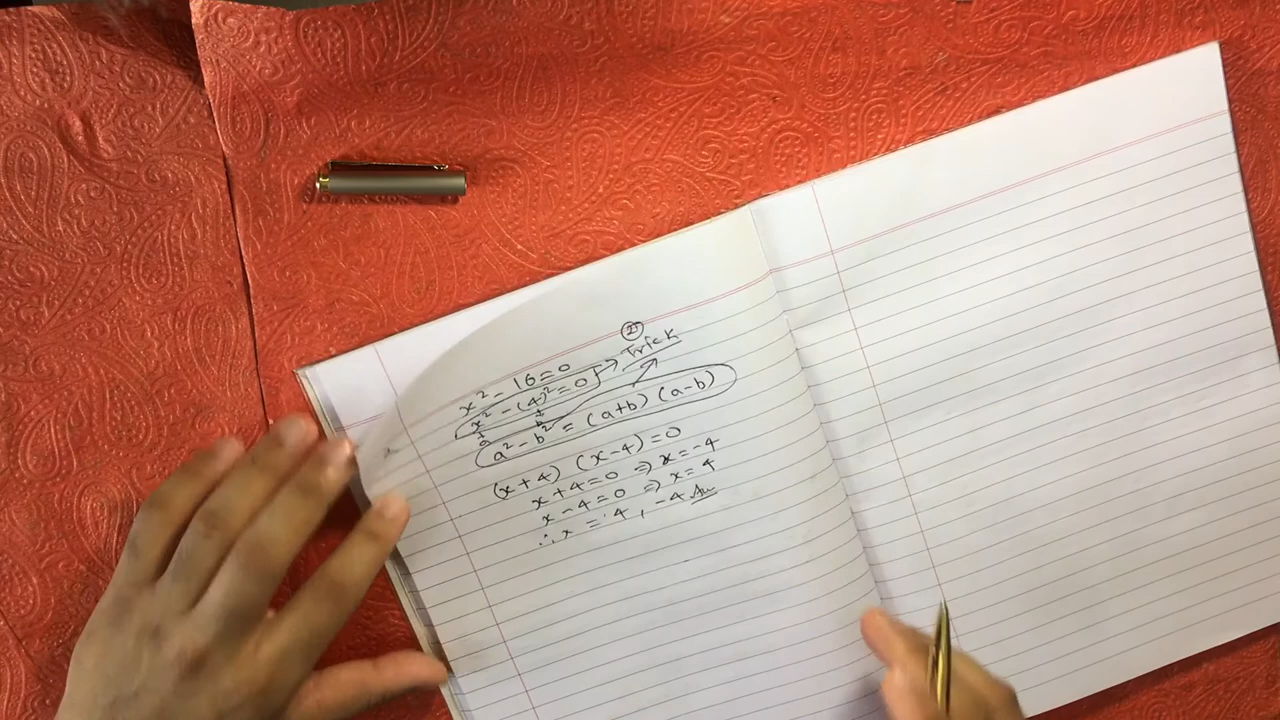 2+
Trick
x² - 16 = 0
x² - (4)² = 0
a b
a² - b² = (a+b) (a-b)
(x+4) (x-4) = 0
x+4=0 ⇒ x=-4
x-4=0 ⇒ x=4
∴ x = 4, -4 Ans